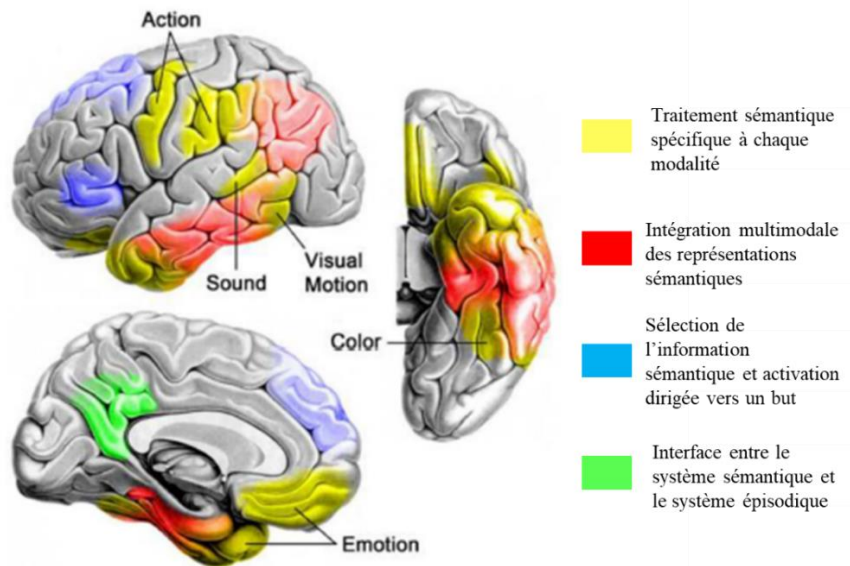 Action
Sound
Visual
Motion
Color
Emotion
Traitement sémantique
spécifique à chaque
modalité
Intégration multimodale
des représentations
sémantiques
Sélection de
l’information
sémantique et activation
dirigée vers un but
Interface entre le
système sémantique et
le système épisodique